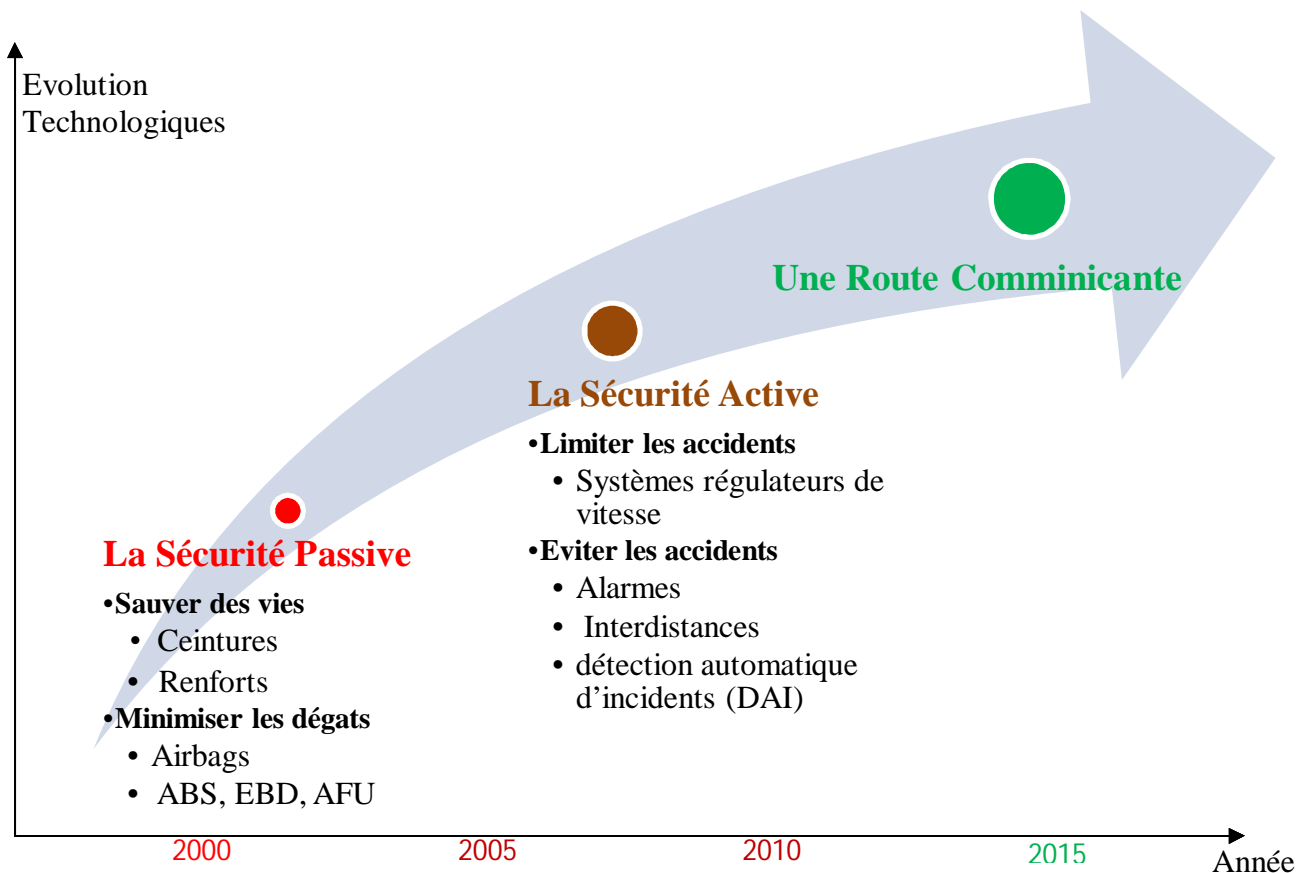 Evolution
Technologiques
Une Route Comminicante
La Sécurité Active
•Limiter les accidents
• Systèmes régulateurs de
vitesse
•Eviter les accidents
• Alarmes
• Interdistances
• détection automatique
d’incidents (DAI)
La Sécurité Passive
•Sauver des vies
• Ceintures
• Renforts
•Minimiser les dégats
• Airbags
• ABS, EBD, AFU
2000 2005 2010 2015
Année